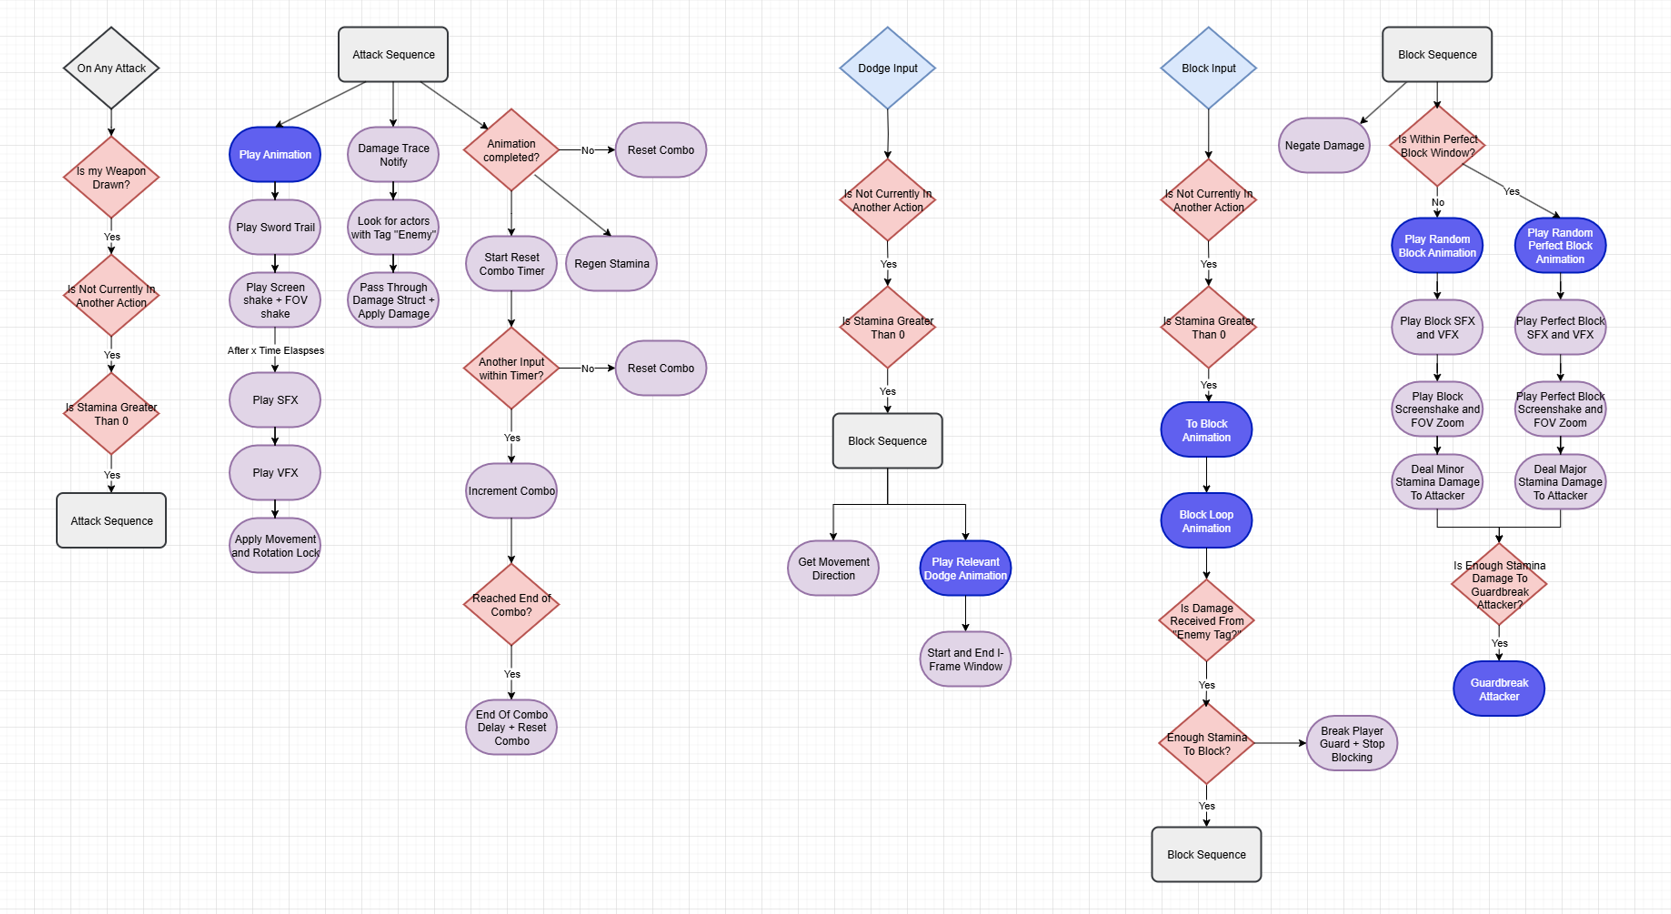 On Any Attack
Is my Weapon
Drawn?
Yes
Is Not Currently In
Another Action
Yes
Is Stamina Greater
Than 0
Yes
Attack Sequence
Attack Sequence
Play Animation
Play Sword Trail
Play Screen
shake + FOV
shake
After x Time Elaspses
Play SFX
Play VFX
Apply Movement
and Rotation Lock
Damage Trace
Notify
Look for actors
with Tag "Enemy"
Pass Through
Damage Struct +
Apply Damage
Animation
completed?
No
Reset Combo
Start Reset
Combo Timer
Regen Stamina
Another Input
within Timer?
No
Reset Combo
Yes
Increment Combo
Reached End of
Combo?
Yes
End Of Combo
Delay + Reset
Combo
Dodge Input
Is Not Currently In
Another Action
Yes
Is Stamina Greater
Than 0
Yes
Block Sequence
Get Movement
Direction
Play Relevant
Dodge Animation
Start and End I-
Frame Window
Block Input
Is Not Currently In
Another Action
Yes
Is Stamina Greater
Than 0
Yes
To Block
Animation
Block Loop
Animation
Is Damage
Received From
"Enemy Tag?"
Yes
Enough Stamina
To Block?
Break Player
Guard + Stop
Blocking
Yes
Block Sequence
Block Sequence
Negate Damage
Is Within Perfect
Block Window?
No
Yes
Play Random
Block Animation
Play Block SFX
and VFX
Play Block
Screenshake and
FOV Zoom
Deal Minor
Stamina Damage
To Attacker
Play Random
Perfect Block
Animation
Play Perfect Block
SFX and VFX
Play Perfect Block
Screenshake and
FOV Zoom
Deal Major
Stamina Damage
To Attacker
Is Enough Stamina
Damage To
Guardbreak
Attacker?
Yes
Guardbreak
Attacker